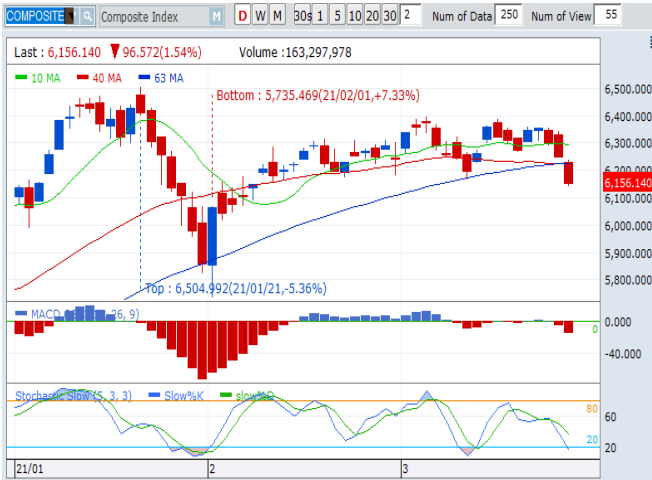 COMPOSITE Composite Index M D W M 30s 1 5 10 20 30 2 Num of Data 250 Num of View 55
Last : 6,156.140 ▼ 96.572(1.54%) Volume :163,297,978
10 MA 40 MA 63 MA
Bottom : 5,735.469(21/02/01,+7.33%)
6,500.000
6,400.000
6,300.000
6,200.000
6,156.140
6,100.000
6,000.000
5,900.000
5,800.000
Top : 6,504.992(21/01/21,-5.36%)
MACD 26, 9)
0 0.000
-40.000
Stochastic Slow (5, 3, 3) Slow%K slow%D
80
60
20
20
21/01 2 3